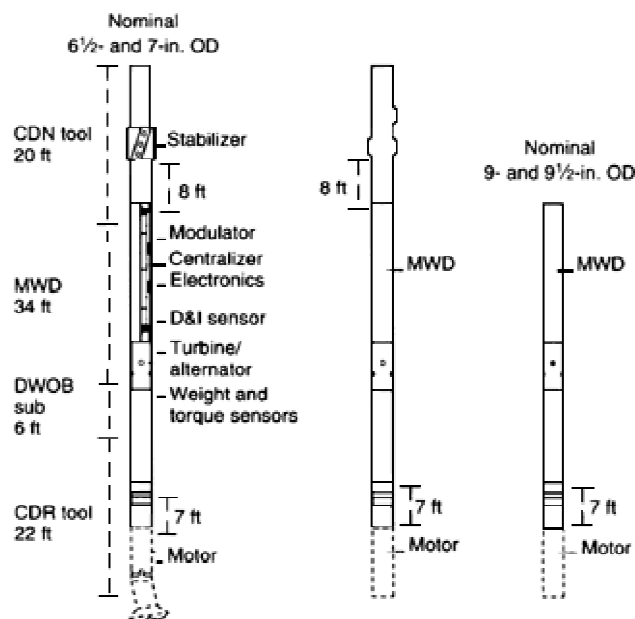 Nominal
6½- and 7-in. OD
CDN tool
20 ft
Stabilizer
8 ft
Modulator
Centralizer
Electronics
MWD
34 ft
D&I sensor
Turbine/
alternator
DWOB
sub
6 ft
Weight and
torque sensors
CDR tool
22 ft
7 ft
Motor
8 ft
MWD
7 ft
Motor
Nominal
9- and 9½-in. OD
MWD
7 ft
Motor